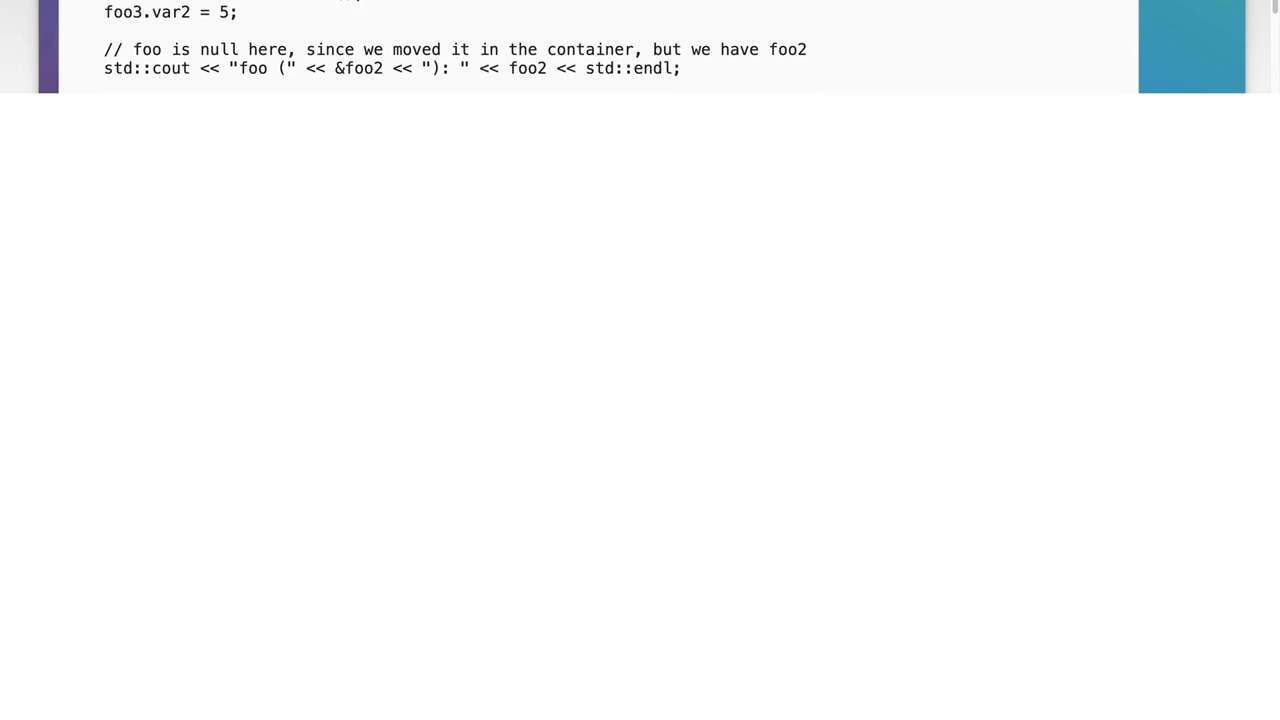 foo3.var2 = 5;
// foo is null here, since we moved it in the container, but we have foo2
std::cout << "foo (" << &foo2 << "): " << foo2 << std::endl;